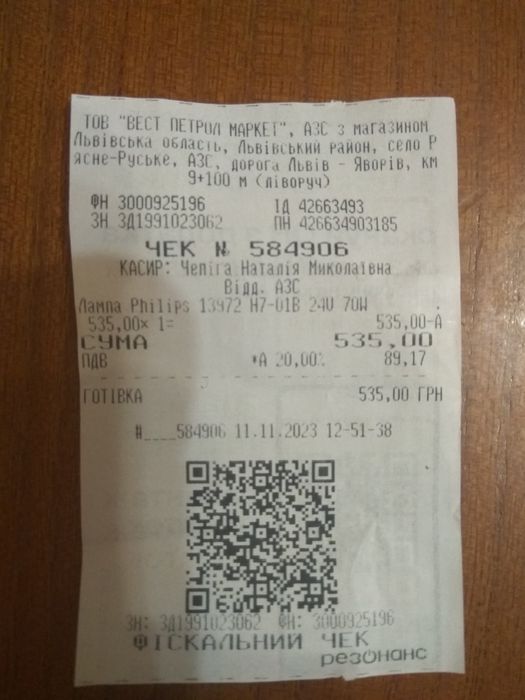 ТОВ "ВЕСТ ПЕТРОЛ МАРКЕТ", АЗС з магазином
Львівська область, Львівський район, село Р
ясне-Руське, АЗС, дорога Львів - Яворів, км
9+100 м (ліворуч)
ФН 3000925196 ІД 42663493
ЗН ЗД1991023062 ПН 426634903185
ЧЕК № 584906
КАСИР: Чепіга Наталія Миколаївна
Відд. АЗС
Лампа Philips 13972 H7-01B 24V 70W
535,00× 1= 535,00-А
СУМА 535,00
ПДВ *А 20,00% 89,17
ГОТІВКА 535,00 ГРН
#____584906 11.11.2023 12-51-38
ЗН: ЗД1991023062 ФН: 3000925196
ФІСКАЛЬНИЙ ЧЕК
резонанс